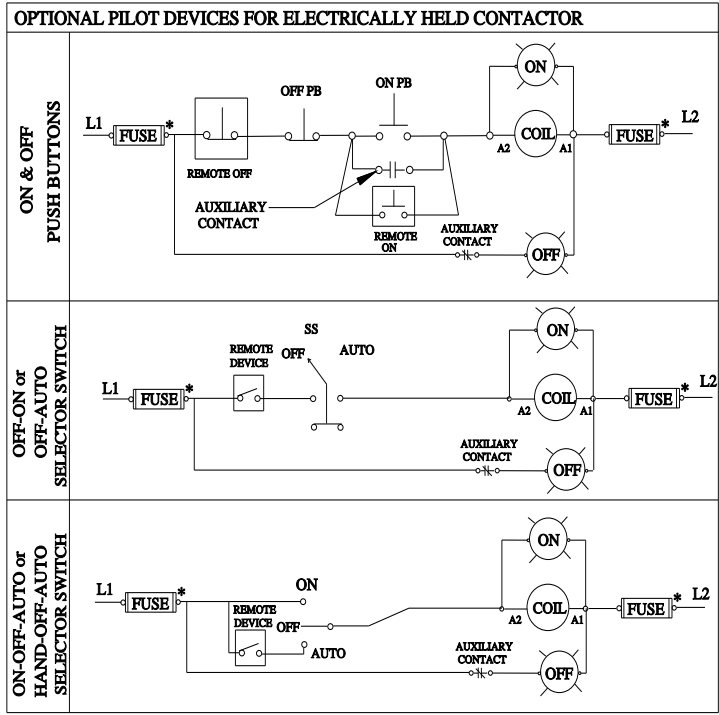 OPTIONAL PILOT DEVICES FOR ELECTRICALLY HELD CONTACTOR
ON & OFF
PUSH BUTTONS
L1
FUSE
*
REMOTE OFF
OFF PB
ON PB
AUXILIARY
CONTACT
REMOTE
ON
AUXILIARY
CONTACT
ON
COIL
A2
A1
OFF
FUSE
*
L2
OFF-ON or
OFF-AUTO
SELECTOR SWITCH
L1
FUSE
*
REMOTE
DEVICE
SS
OFF
AUTO
AUXILIARY
CONTACT
ON
COIL
A2
A1
OFF
FUSE
*
L2
ON-OFF-AUTO or
HAND-OFF-AUTO
SELECTOR SWITCH
L1
FUSE
*
REMOTE
DEVICE
ON
OFF
AUTO
AUXILIARY
CONTACT
ON
COIL
A2
A1
OFF
FUSE
*
L2